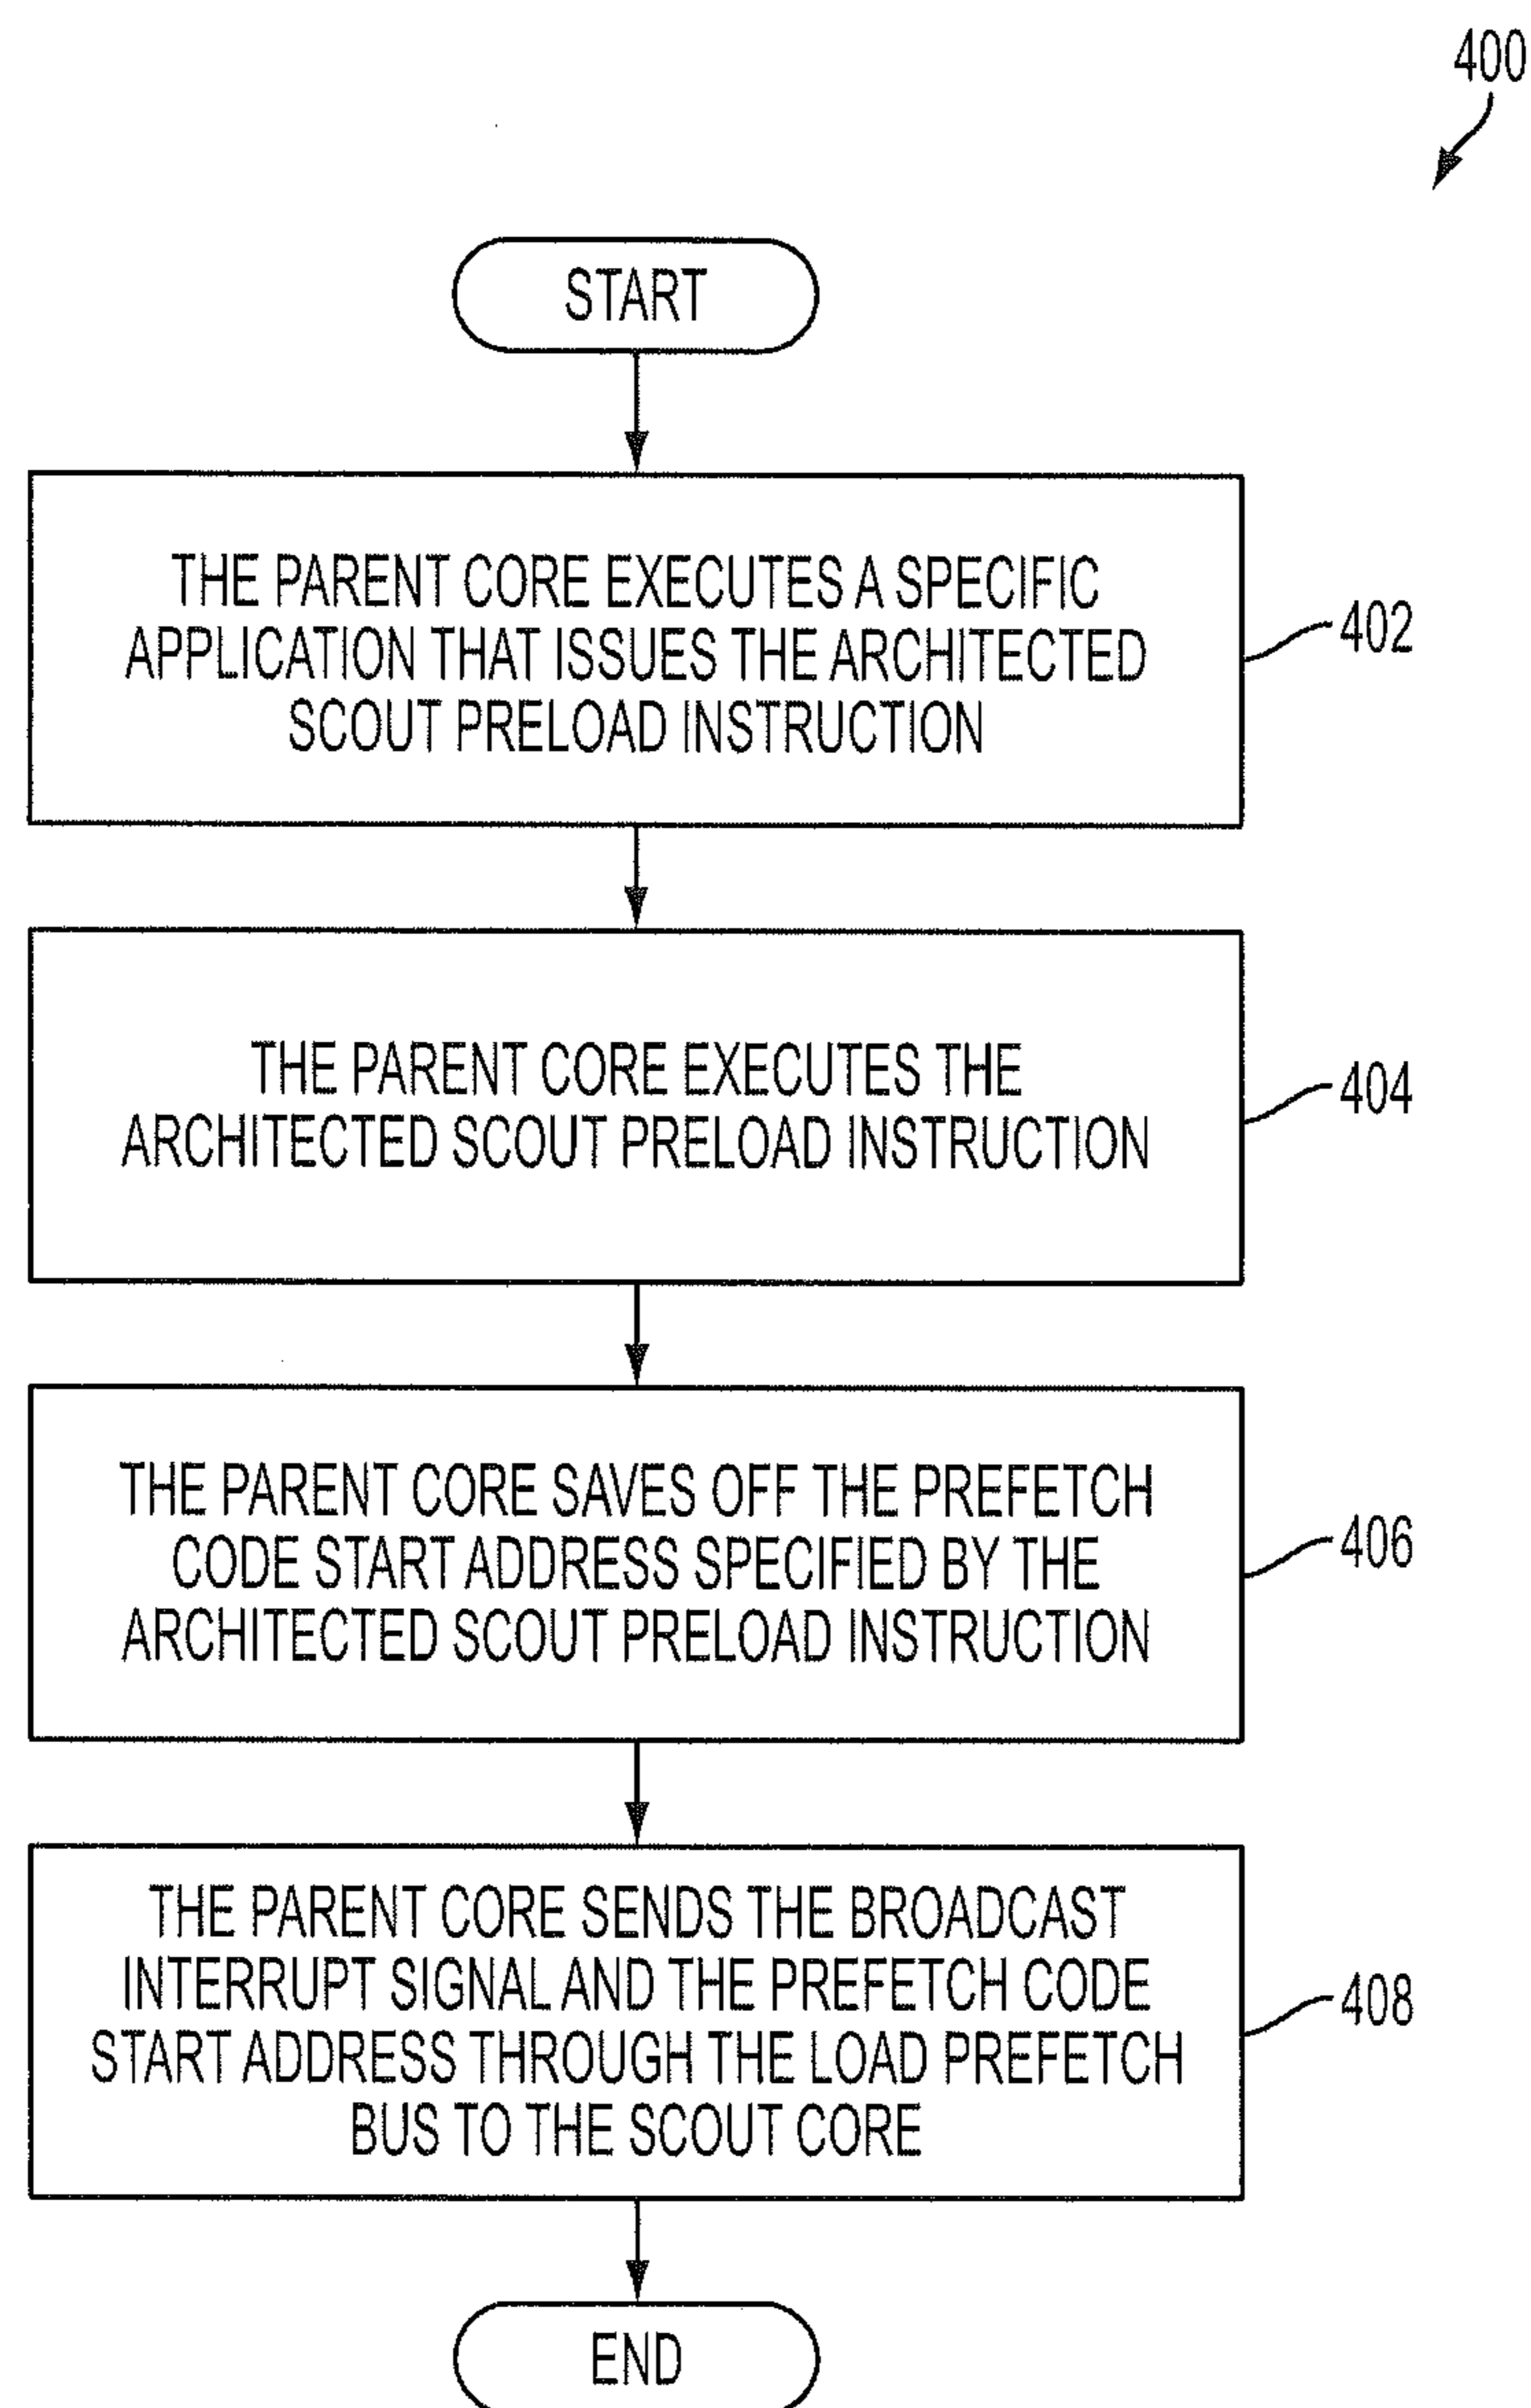 400
START
THE PARENT CORE EXECUTES A SPECIFIC
APPLICATION THAT ISSUES THE ARCHITECTED
SCOUT PRELOAD INSTRUCTION
402
THE PARENT CORE EXECUTES THE
ARCHITECTED SCOUT PRELOAD INSTRUCTION
404
THE PARENT CORE SAVES OFF THE PREFETCH
CODE START ADDRESS SPECIFIED BY THE
ARCHITECTED SCOUT PRELOAD INSTRUCTION
406
THE PARENT CORE SENDS THE BROADCAST
INTERRUPT SIGNAL AND THE PREFETCH CODE
START ADDRESS THROUGH THE LOAD PREFETCH
BUS TO THE SCOUT CORE
408
END